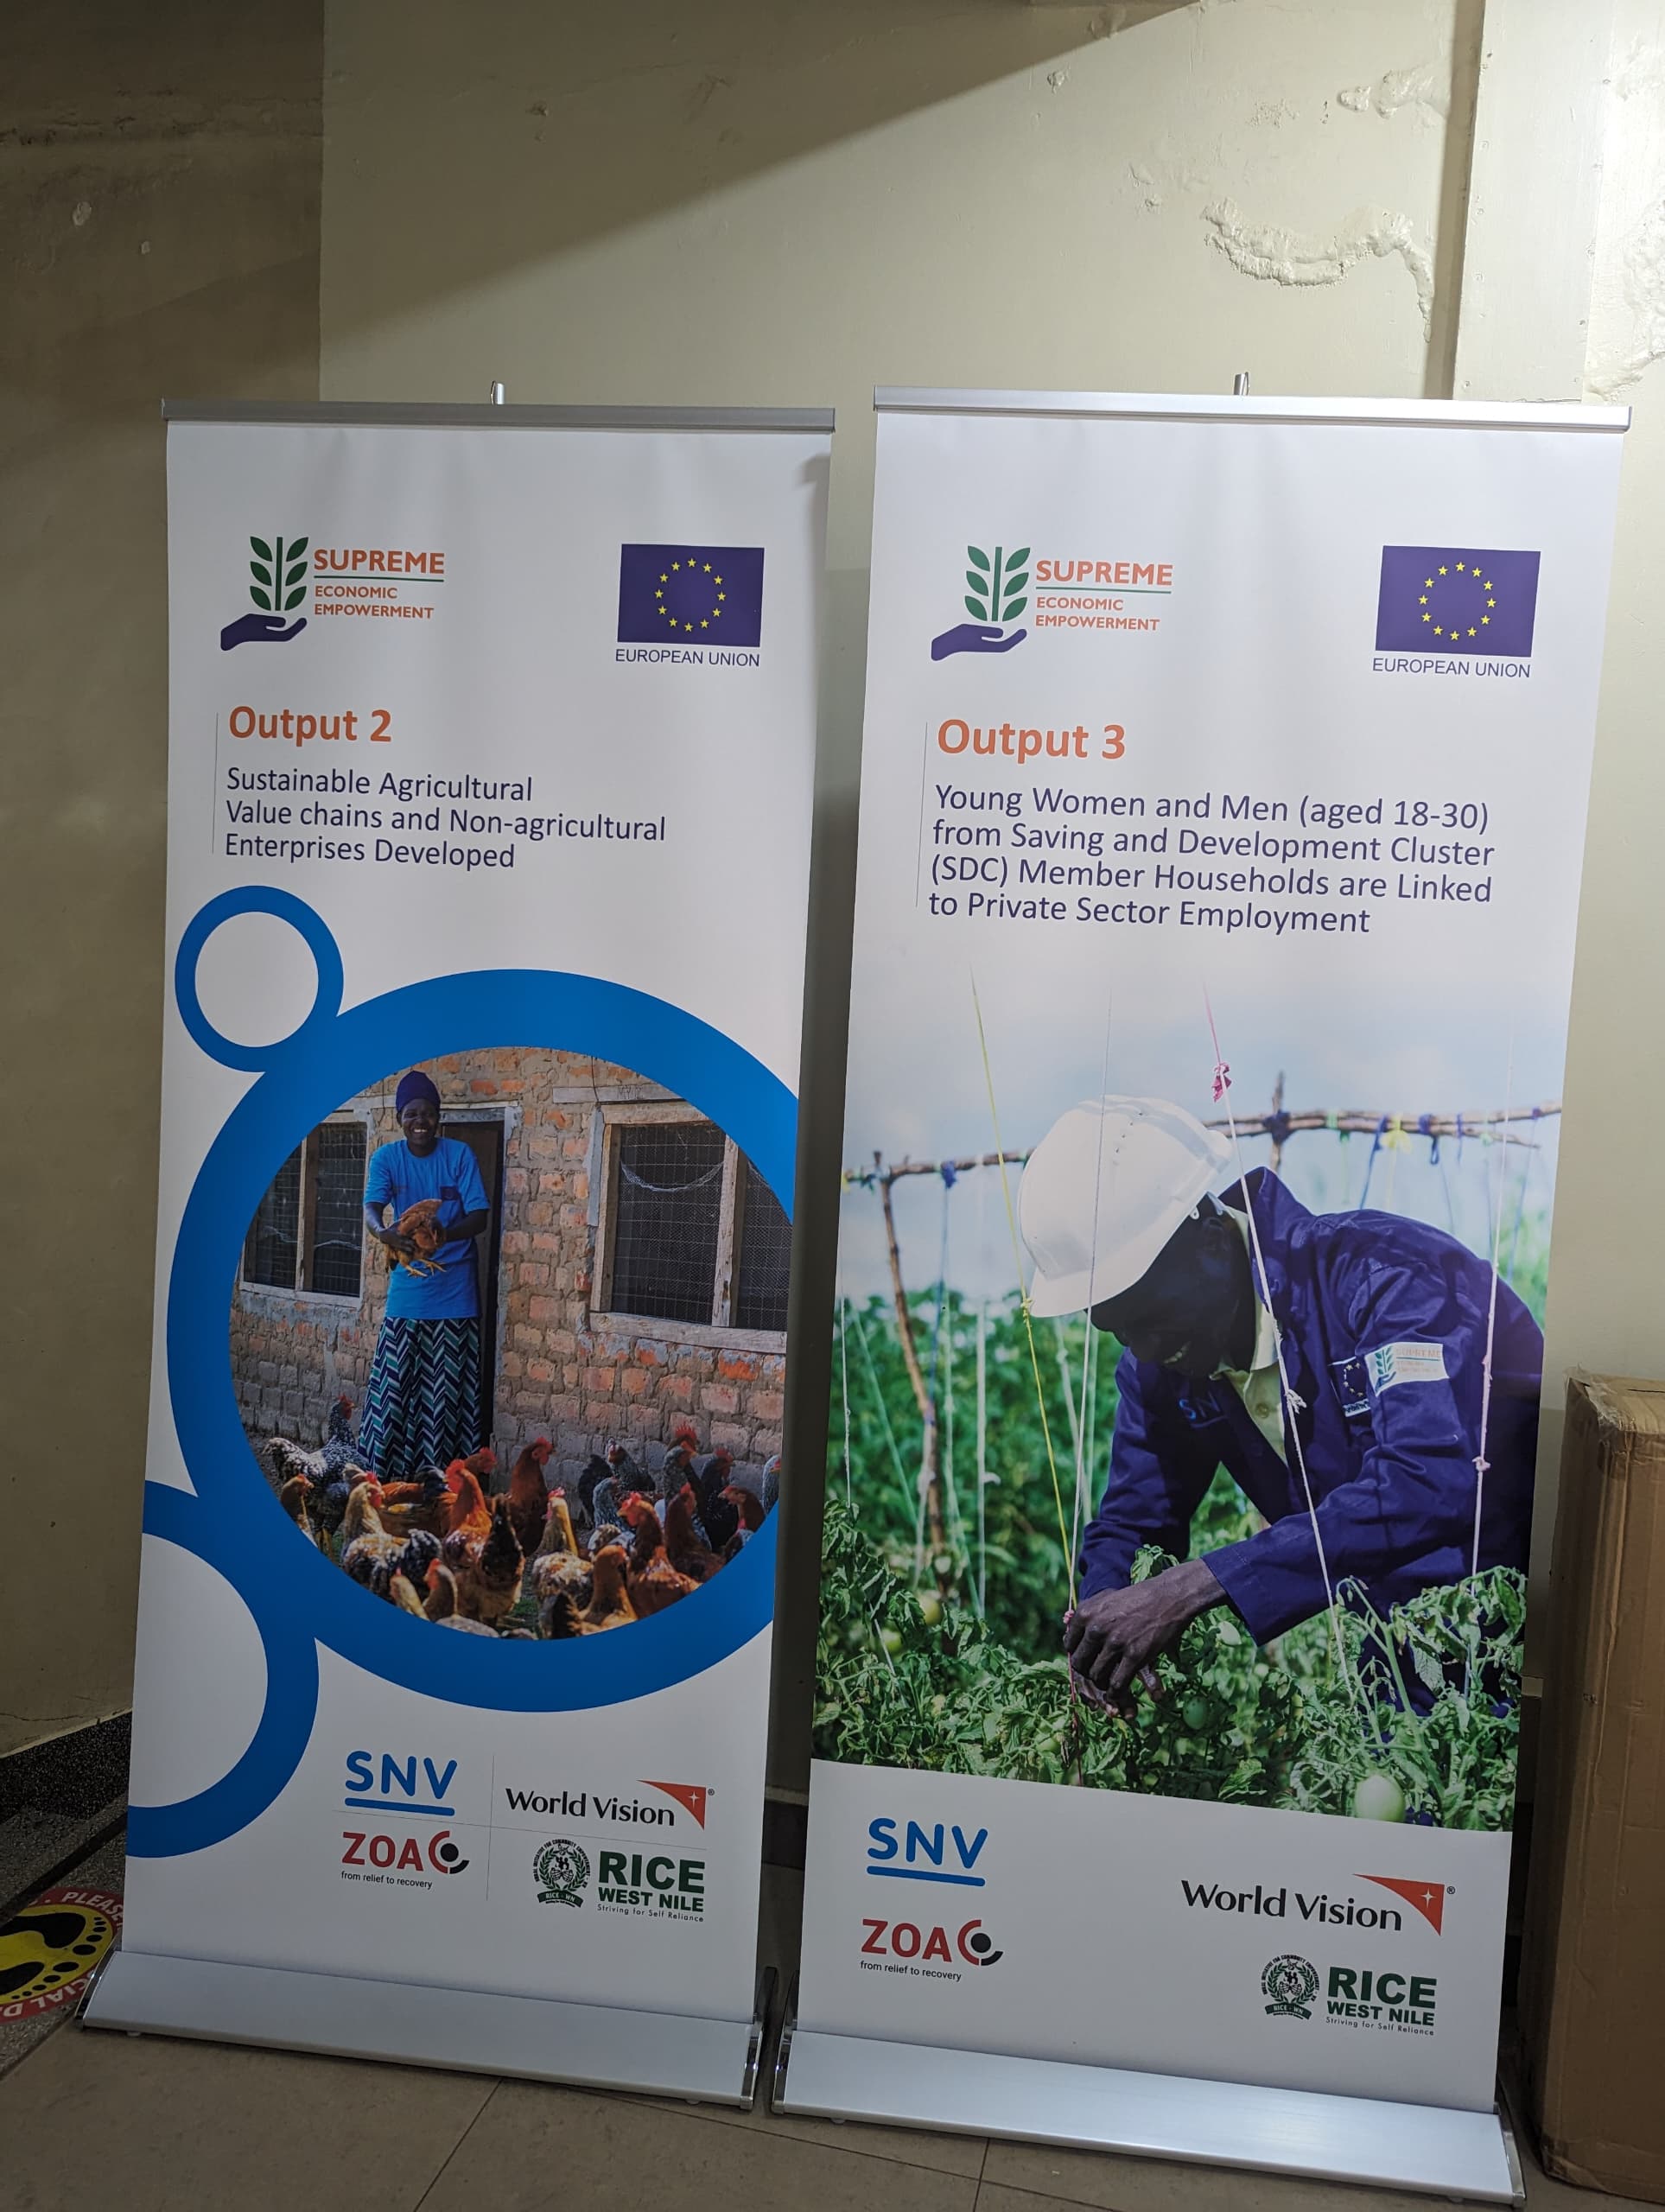 SUPREME
ECONOMIC
EMPOWERMENT
EUROPEAN UNION
Output 2
Sustainable Agricultural
Value chains and Non-agricultural
Enterprises Developed
SNV
World Vision®
ZOA
from relief to recovery
RICE
WEST NILE
Striving for Self Reliance
SUPREME
ECONOMIC
EMPOWERMENT
EUROPEAN UNION
Output 3
Young Women and Men (aged 18-30)
from Saving and Development Cluster
(SDC) Member Households are Linked
to Private Sector Employment
SUPREME
SNV
World Vision®
ZOA
from relief to recovery
RICE
WEST NILE
Striving for Self Reliance
PLEASE